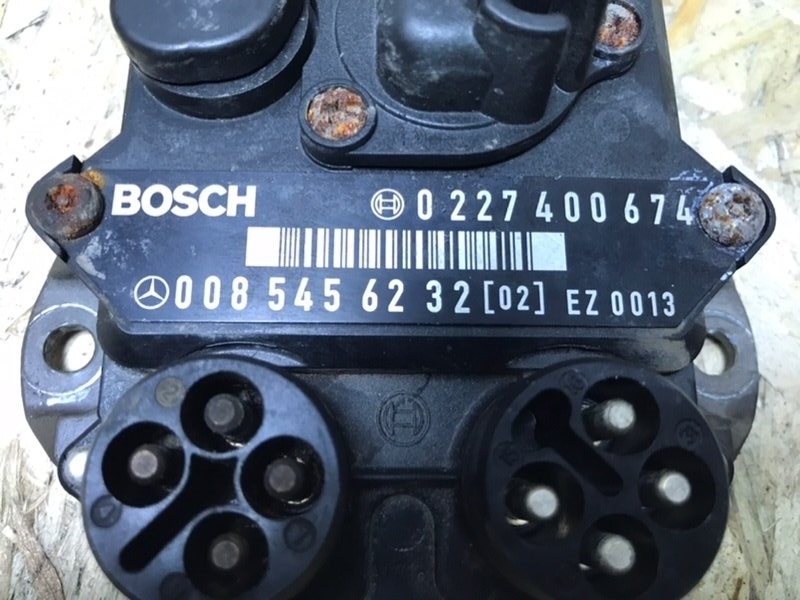 BOSCH 0 227 400 674
008 545 62 32 [02] EZ 0013